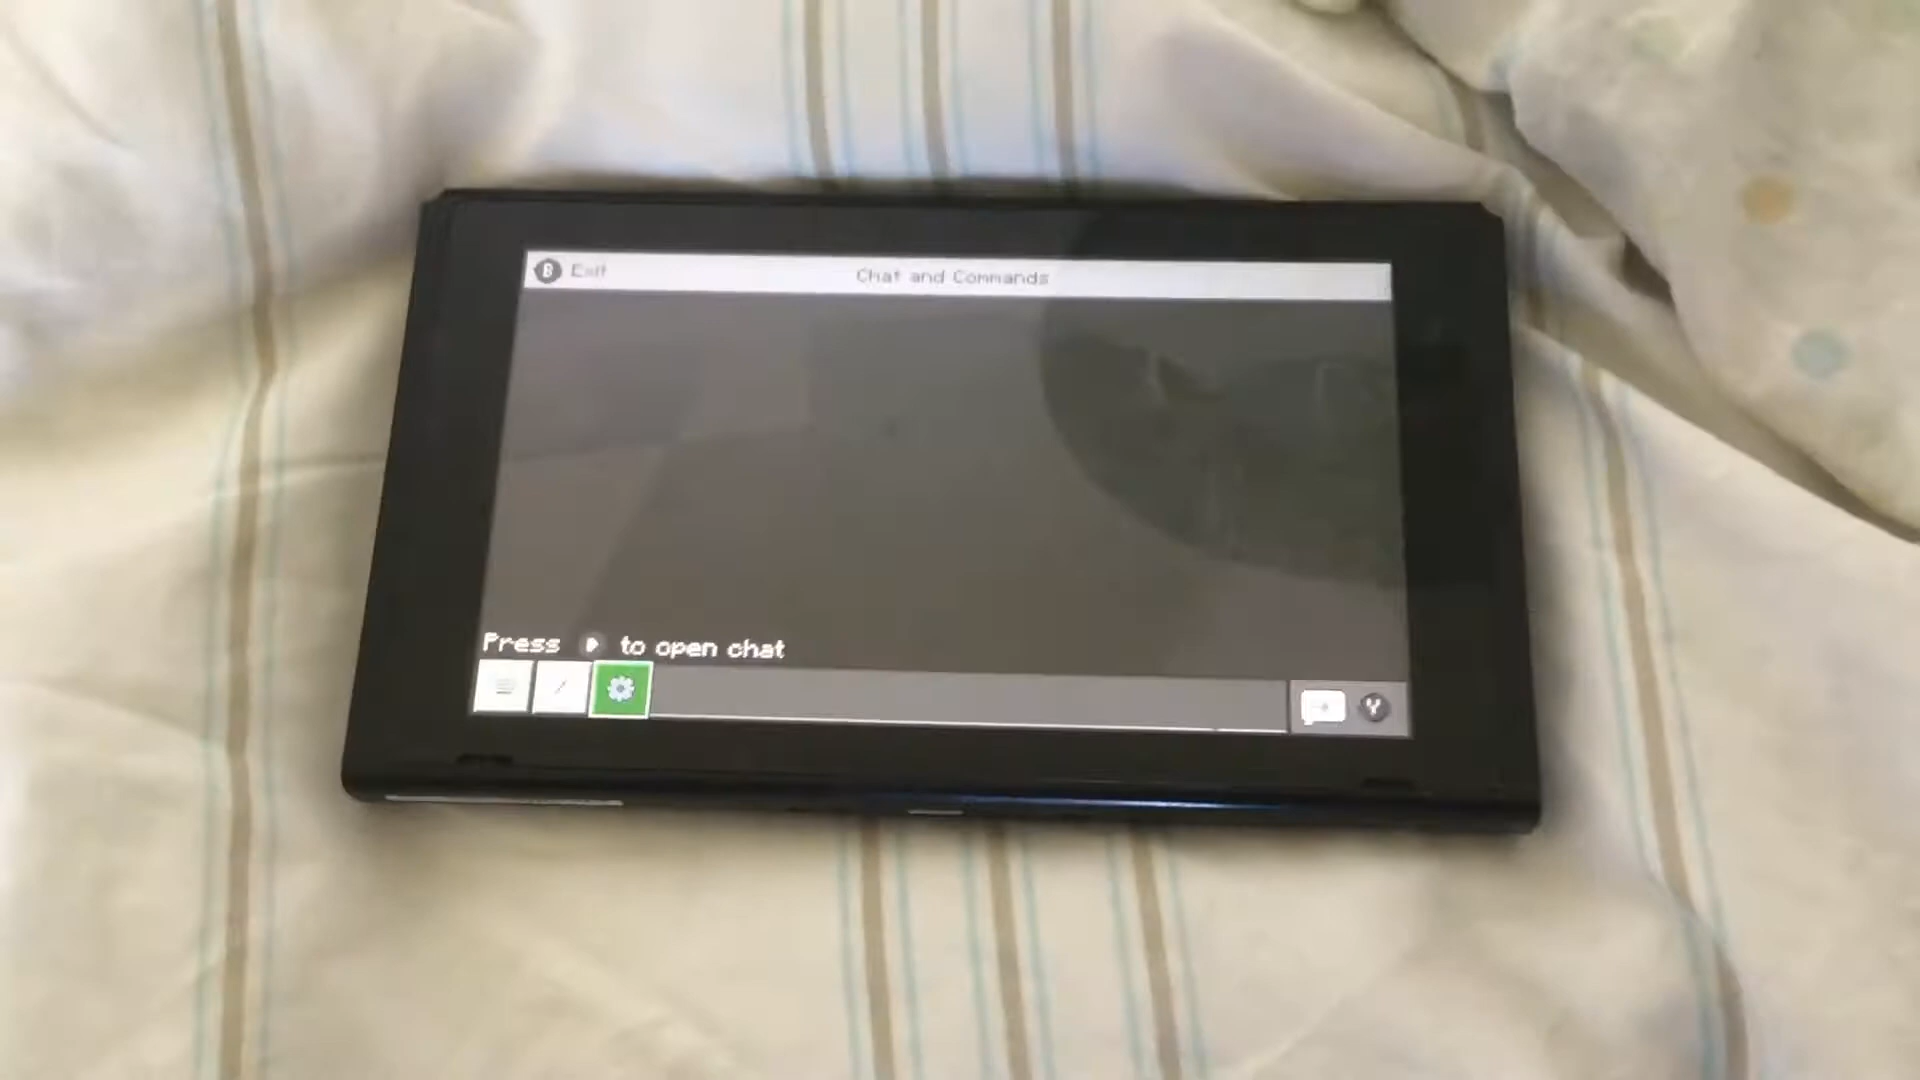 B Exit
Chat and Commands
Press to open chat
/
Y